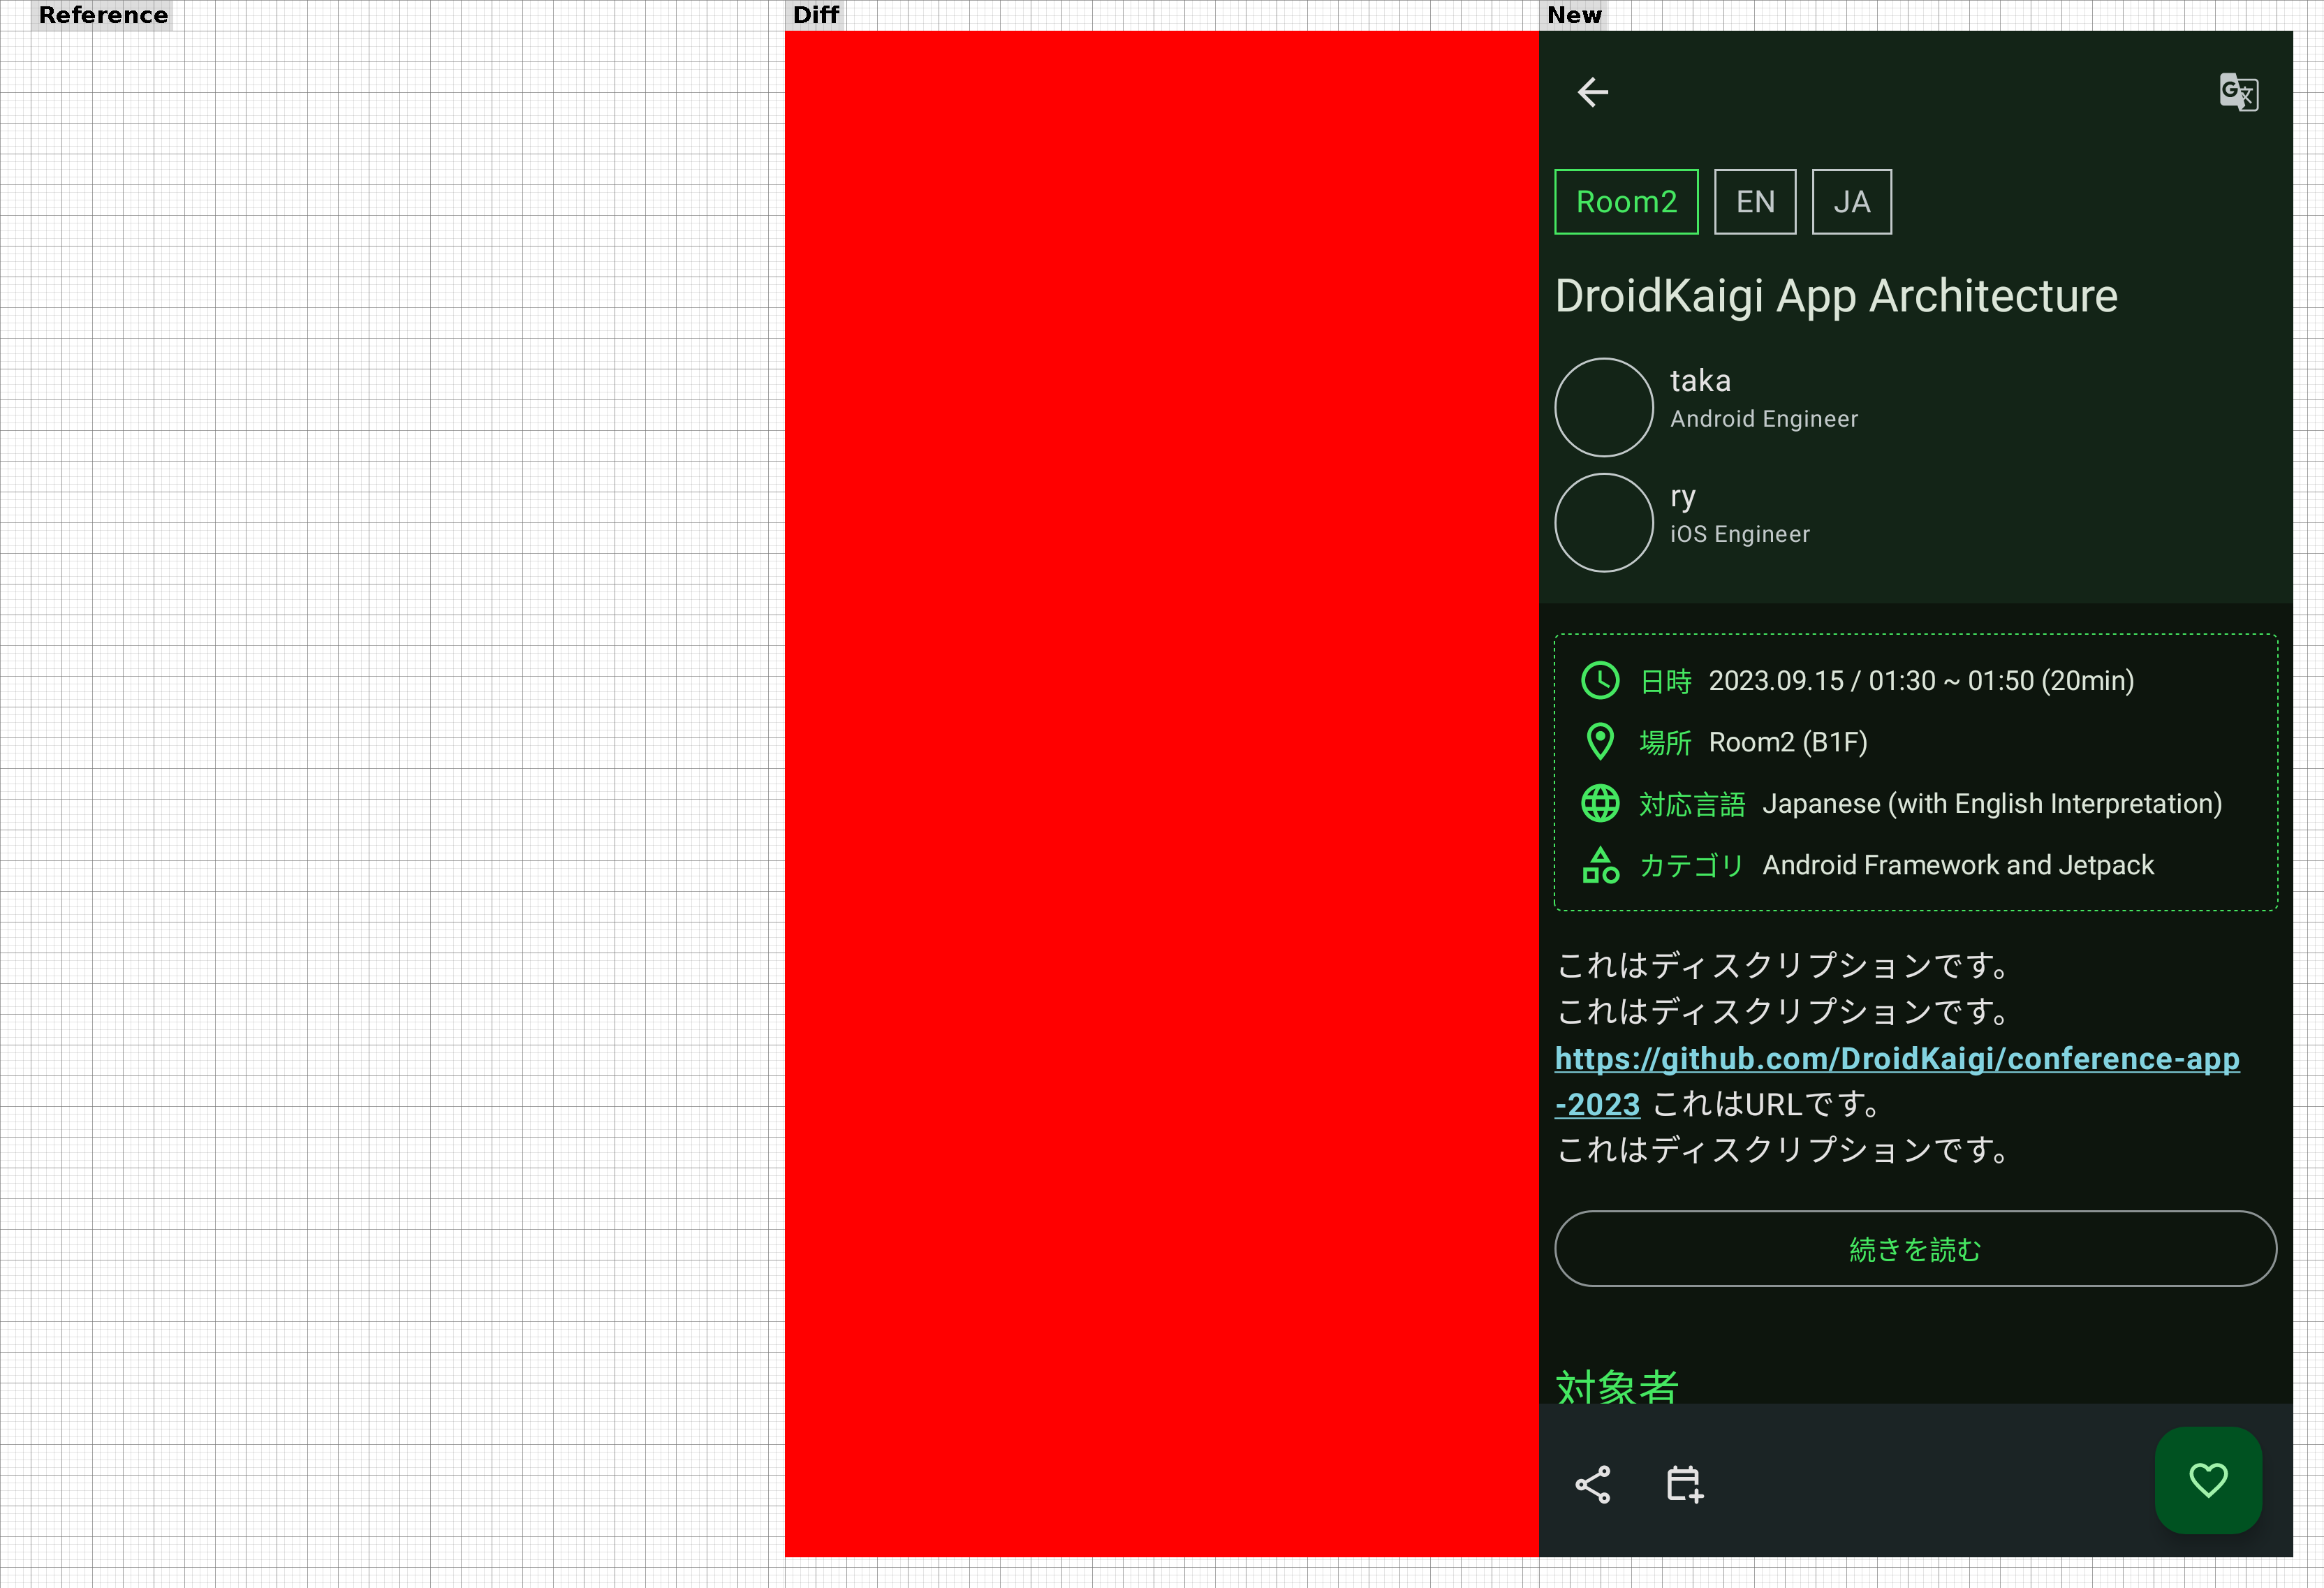 Reference
Diff
New
G 文
Room2
EN
JA
DroidKaigi App Architecture
taka
Android Engineer
ry
iOS Engineer
日時 2023.09.15 / 01:30 ~ 01:50 (20min)
場所 Room2 (B1F)
対応言語 Japanese (with English Interpretation)
カテゴリ Android Framework and Jetpack
これはディスクリプションです。
これはディスクリプションです。
https://github.com/DroidKaigi/conference-app
-2023 これはURLです。
これはディスクリプションです。
続きを読む
対象者